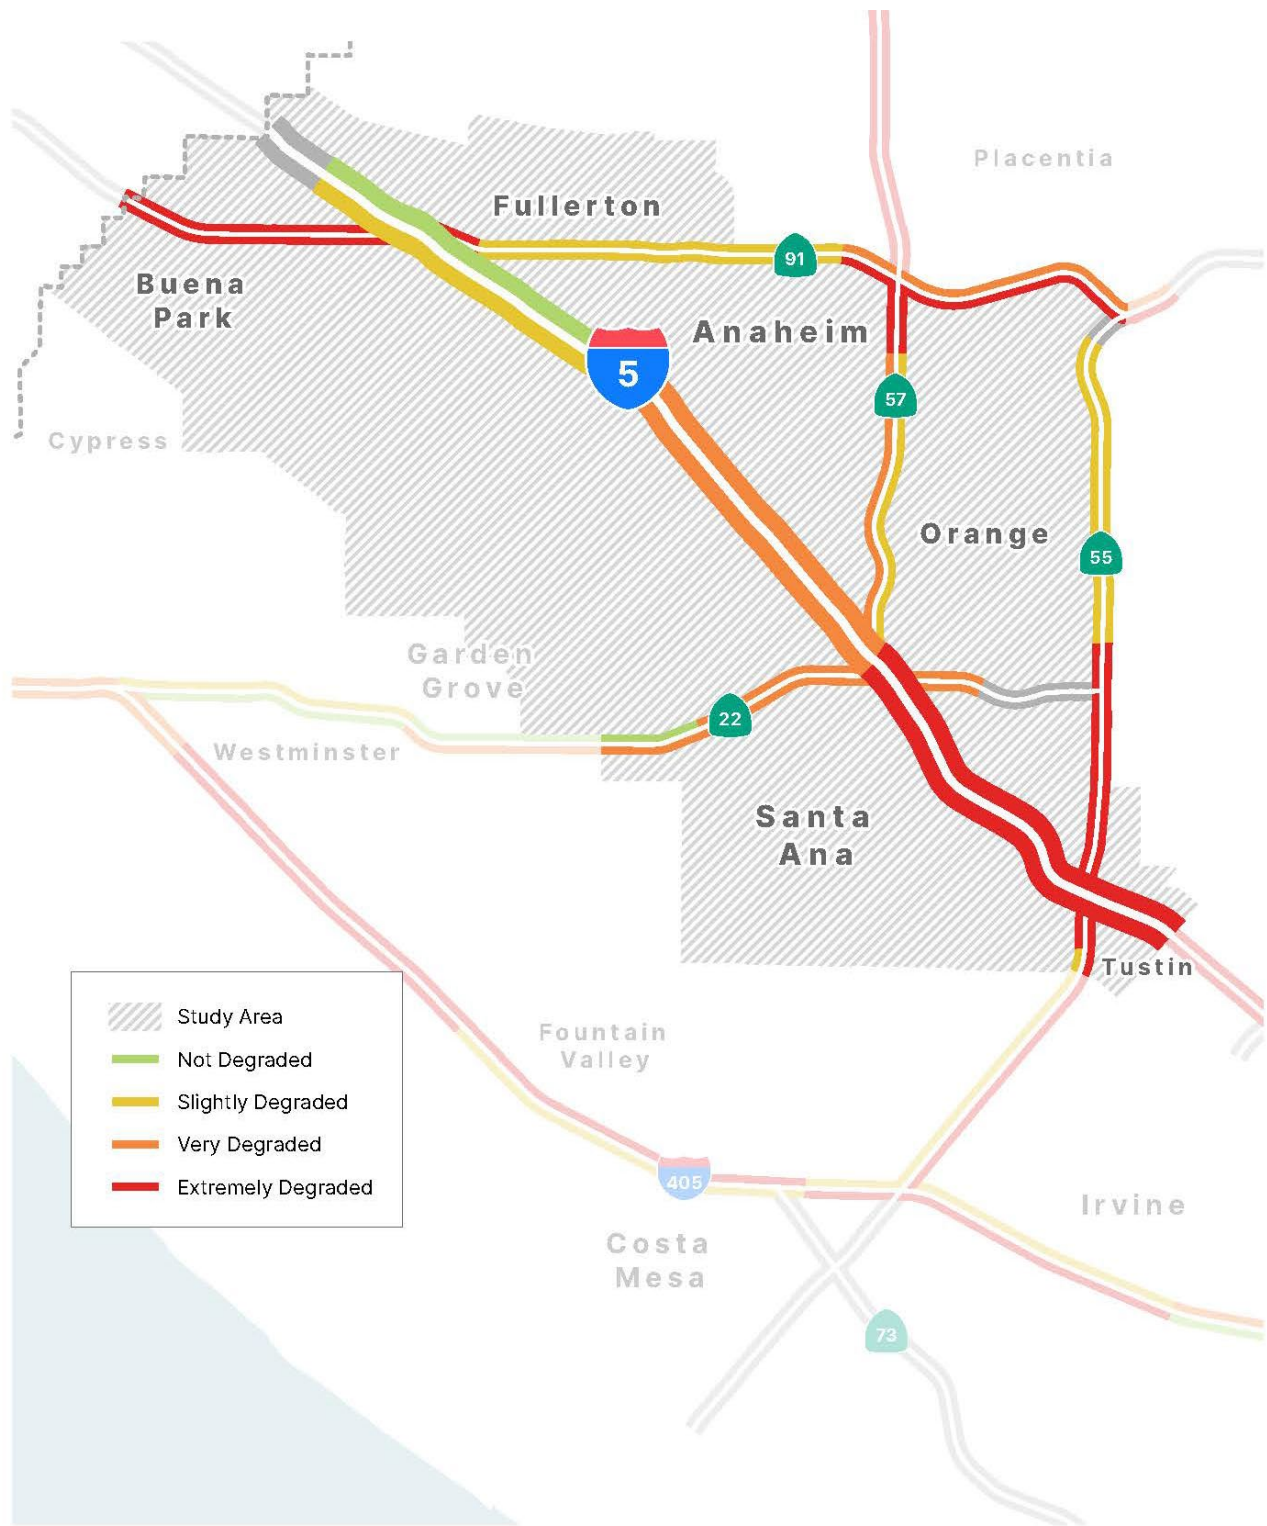 Placentia
Fullerton
91
Buena
Park
Anaheim
5
57
Cypress
Orange
55
Garden
Grove
22
Westminster
Santa
Ana
Tustin
Study Area
Not Degraded
Slightly Degraded
Very Degraded
Extremely Degraded
Fountain
Valley
405
Irvine
Costa
Mesa
73